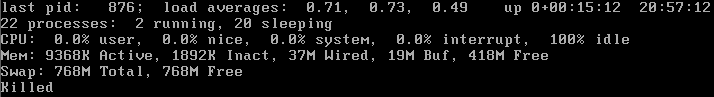 last pid:   876;  load averages:  0.71,  0.73,  0.49    up 0+00:15:12  20:57:12
22 processes:  2 running, 20 sleeping
CPU:  0.0% user,  0.0% nice,  0.0% system,  0.0% interrupt,  100% idle
Mem: 9368K Active, 1892K Inact, 37M Wired, 19M Buf, 418M Free
Swap: 768M Total, 768M Free
Killed